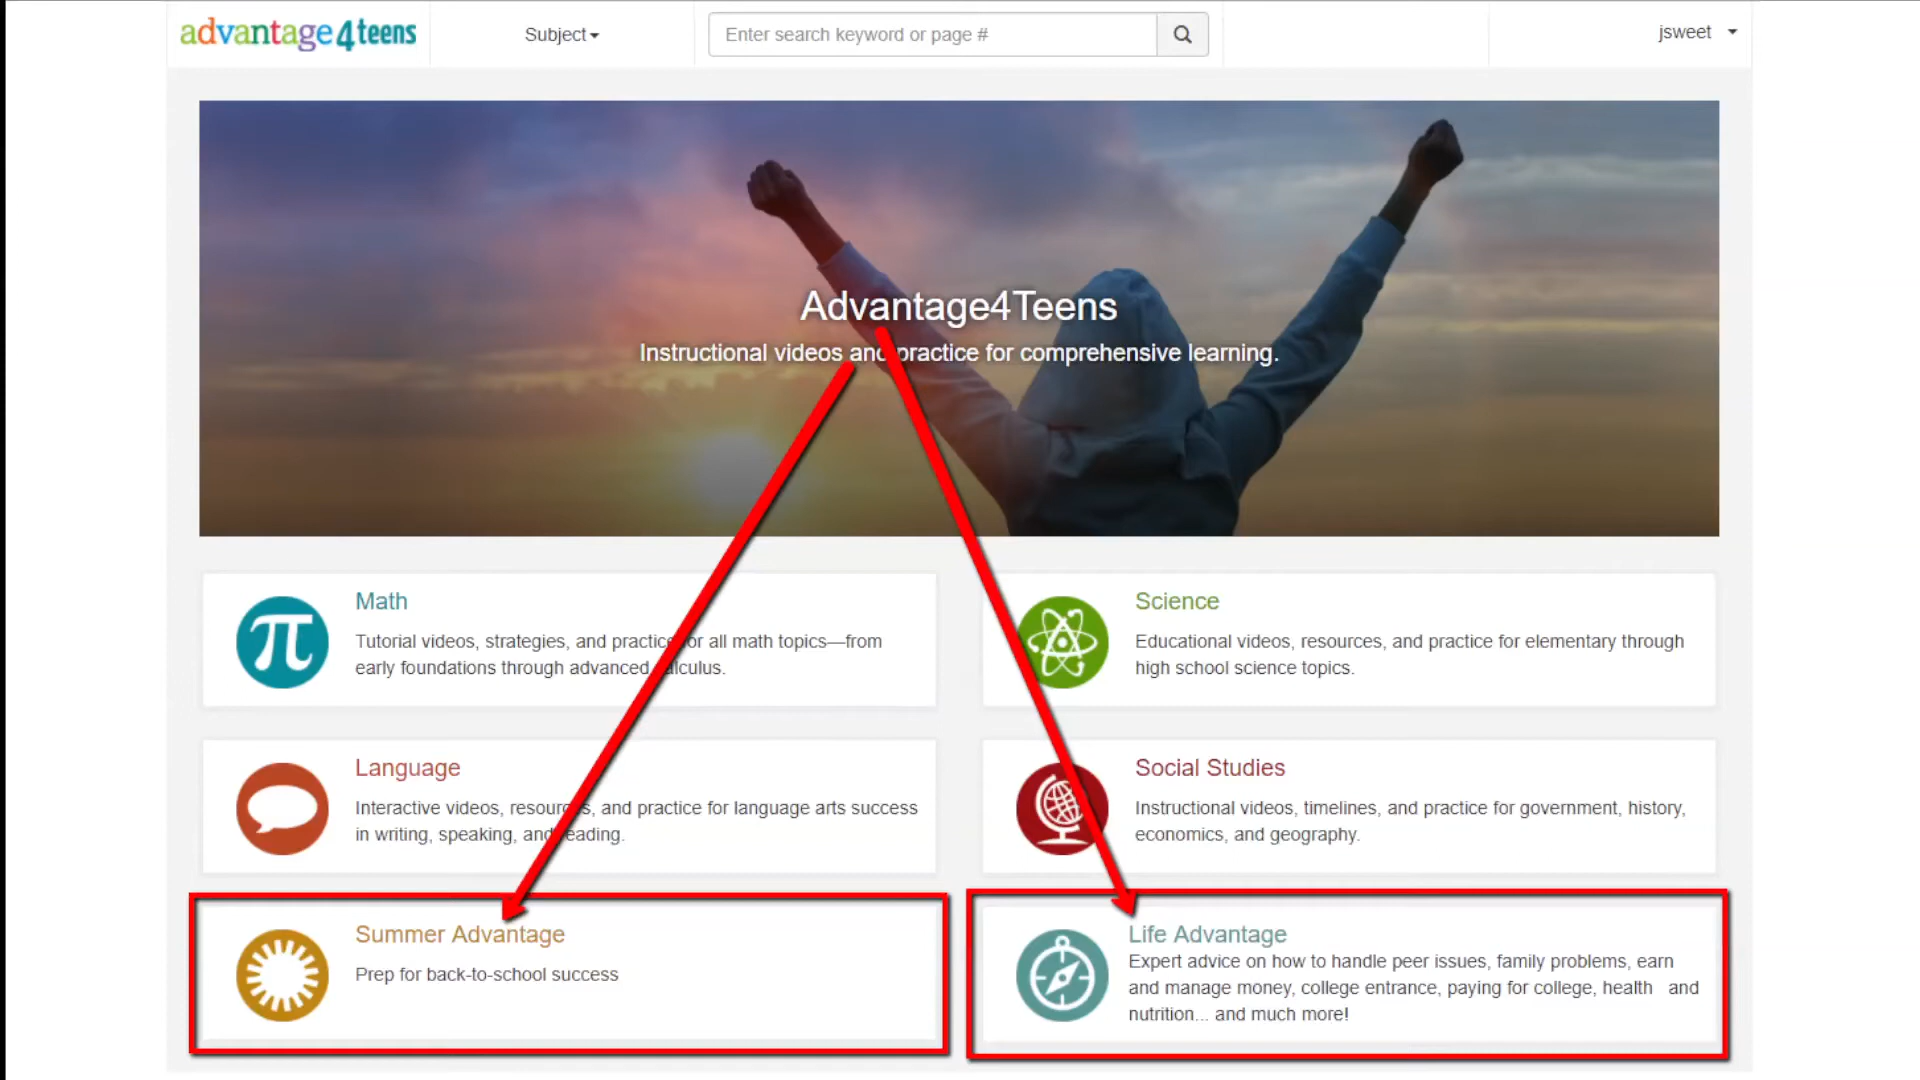 advantage4teens
Subject
Enter search keyword or page #
jsweet
Advantage4Teens
Instructional videos and practice for comprehensive learning.
Math
Tutorial videos, strategies, and practice for all math topics—from
early foundations through advanced calculus.
Science
Educational videos, resources, and practice for elementary through
high school science topics.
Language
Interactive videos, resources, and practice for language arts success
in writing, speaking, and reading.
Social Studies
Instructional videos, timelines, and practice for government, history,
economics, and geography.
Summer Advantage
Prep for back-to-school success
Life Advantage
Expert advice on how to handle peer issues, family problems, earn
and manage money, college entrance, paying for college, health and
nutrition... and much more!